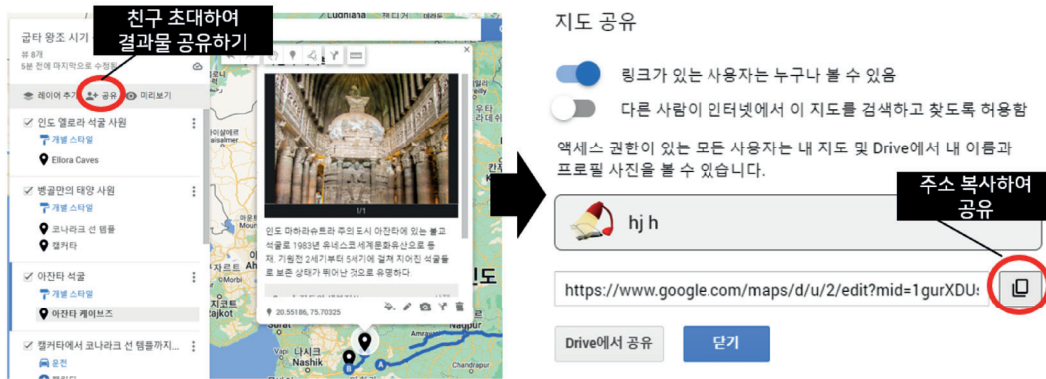 친구 초대하여
결과물 공유하기
굽타 왕조 시기
뷰 8개
5분 전에 마지막으로 수정됨
레이어 추가
공유
미리보기
인도 엘로라 석굴 사원
개별 스타일
Ellora Caves
벵골만의 태양 사원
개별 스타일
코나라크 선 템플
캘커타
아잔타 석굴
개별 스타일
아잔타 케이브즈
캘커타에서 코나라크 선 템플까지...
운전
1/1
인도 마하라슈트라 주의 도시 아잔타에 있는 불교
석굴로 1983년 유네스코 세계문화유산으로 등
재. 기원전 2세기부터 5세기에 걸쳐 지어진 석굴들
로 보존 상태가 뛰어난 것으로 유명하다.
20.55186, 75.70325
Ludhiana
나시크
Nashik
Nagpur
Chandrapur
B
A
지도 공유
링크가 있는 사용자는 누구나 볼 수 있음
다른 사람이 인터넷에서 이 지도를 검색하고 찾도록 허용함
액세스 권한이 있는 모든 사용자는 내 지도 및 Drive에서 내 이름과
프로필 사진을 볼 수 있습니다.
주소 복사하여
공유
hj h
https://www.google.com/maps/d/u/2/edit?mid=1gurXDU
Drive에서 공유
닫기